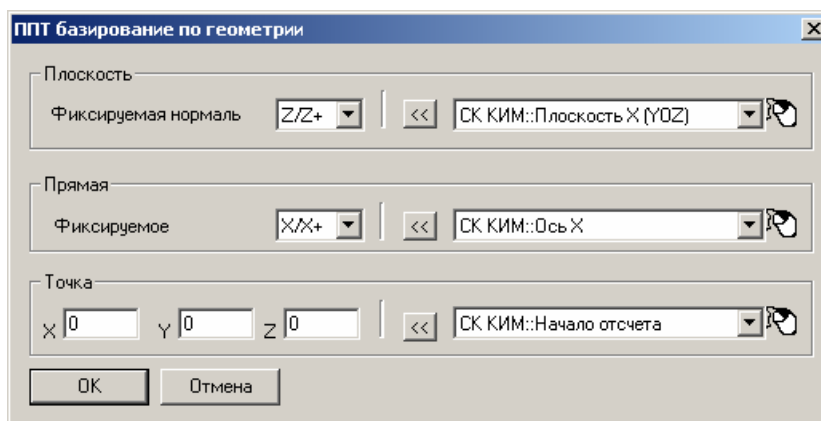 ППТ базирование по геометрии
Плоскость
Фиксируемая нормаль Z/Z+ << СК КИМ::Плоскость X (YOZ)
Прямая
Фиксируемое X/X+ << СК КИМ::Ось X
Точка
X 0 Y 0 Z 0 << СК КИМ::Начало отсчета
OK Отмена